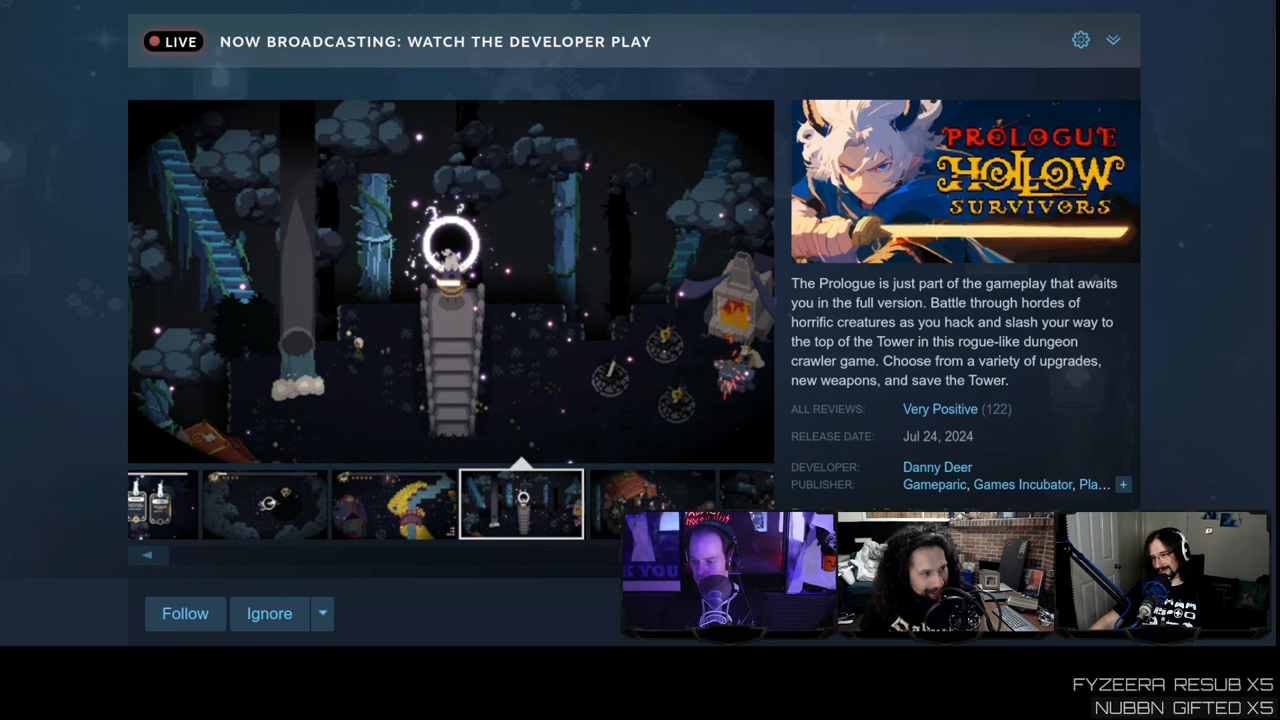 LIVE NOW BROADCASTING: WATCH THE DEVELOPER PLAY
PROLOGUE
HOLLOW
SURVIVORS
The Prologue is just part of the gameplay that awaits
you in the full version. Battle through hordes of
horrific creatures as you hack and slash your way to
the top of the Tower in this rogue-like dungeon
crawler game. Choose from a variety of upgrades,
new weapons, and save the Tower.
ALL REVIEWS: Very Positive (122)
RELEASE DATE: Jul 24, 2024
DEVELOPER: Danny Deer
PUBLISHER: Gameparic, Games Incubator, Pla... +
K YOU
Follow Ignore
FYZEERA RESUB X5
NUBBN GIFTED X5